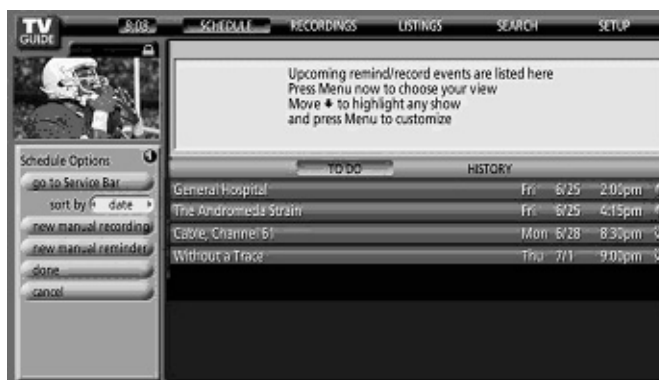 TV GUIDE
8:08 SCHEDULE RECORDINGS LISTINGS SEARCH SETUP
Upcoming remind/record events are listed here
Press Menu now to choose your view
Move to highlight any show
and press Menu to customize
Schedule Options
go to Service Bar
sort by date
new manual recording
new manual reminder
done
cancel
TO DO HISTORY
General Hospital Fri 6/25 2:00pm
The Andromeda Strain Fri 6/25 4:15pm
Cable, Channel 61 Mon 6/28 8:30pm
Without a Trace Thu 7/1 9:00pm